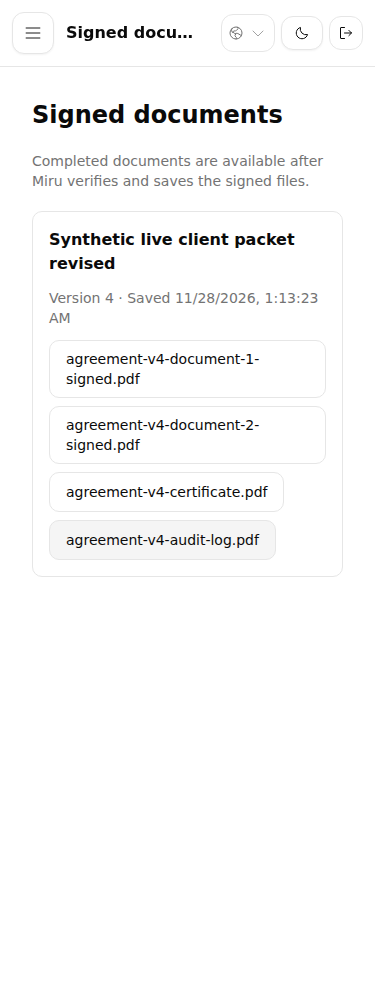 Signed docu…
Signed documents
Completed documents are available after
Miru verifies and saves the signed files.
Synthetic live client packet
revised
Version 4 · Saved 11/28/2026, 1:13:23
AM
agreement-v4-document-1-
signed.pdf
agreement-v4-document-2-
signed.pdf
agreement-v4-certificate.pdf
agreement-v4-audit-log.pdf